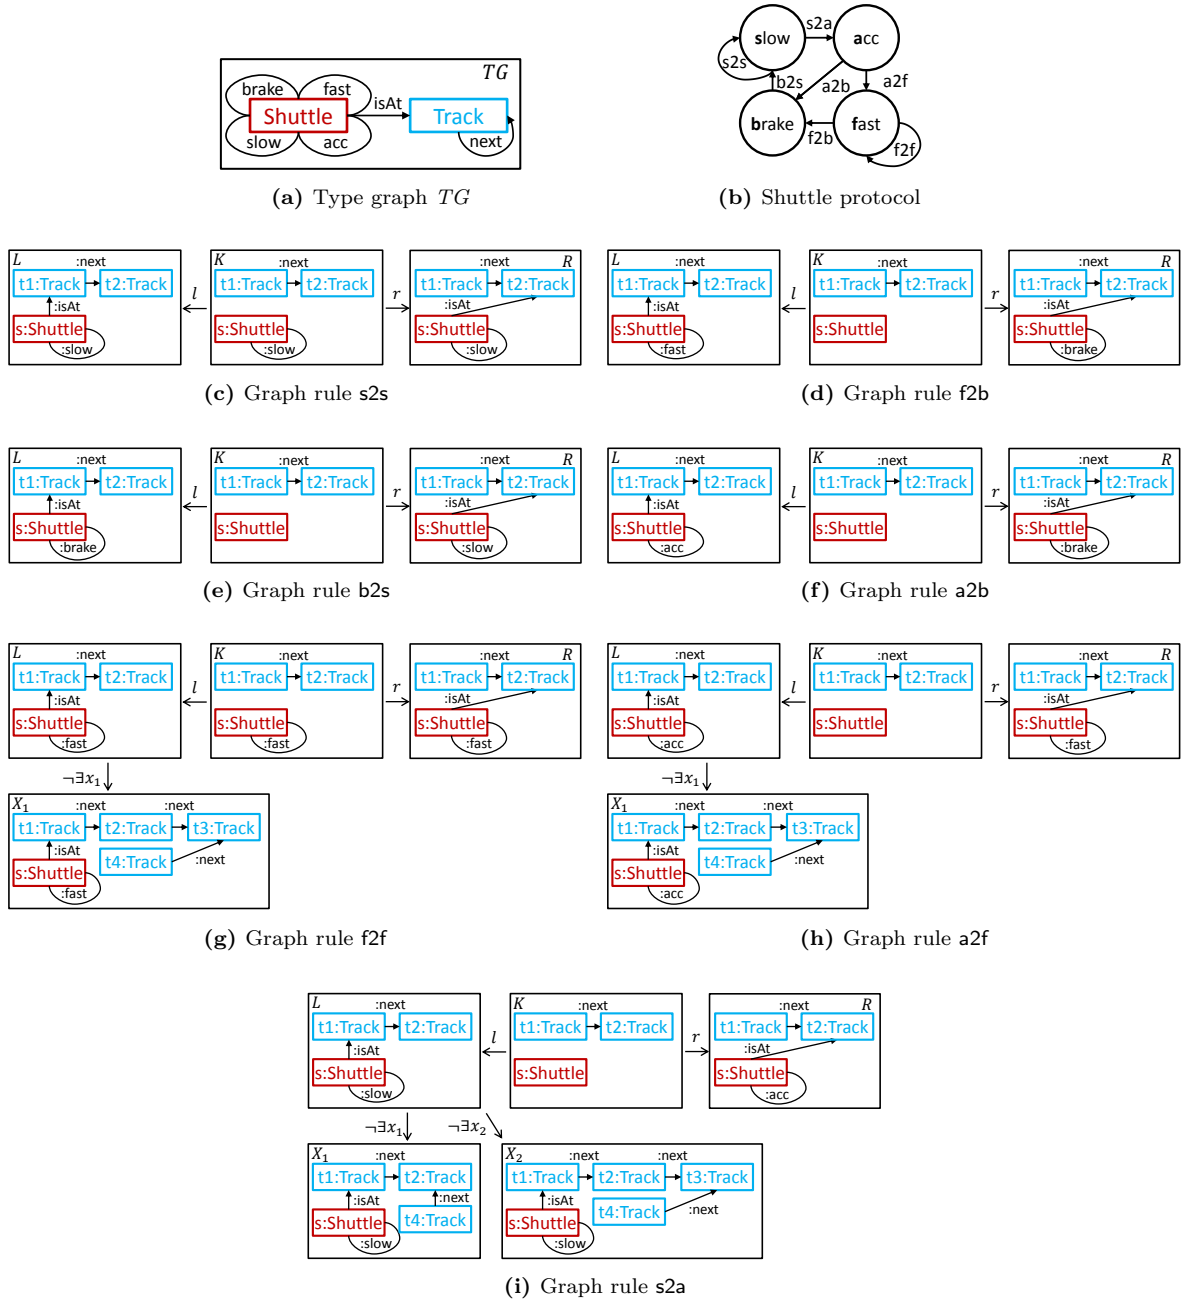 TG
brake fast
isAt
Shuttle Track
slow acc next
(a) Type graph TG
slow s2a acc
s2s b2s a2b a2f
brake f2b fast
f2f
(b) Shuttle protocol
L :next K :next :next R
t1:Track t2:Track t1:Track t2:Track t1:Track t2:Track
:isAt l r :isAt
s:Shuttle s:Shuttle s:Shuttle
:slow :slow :slow
(c) Graph rule s2s
L :next K :next :next R
t1:Track t2:Track t1:Track t2:Track t1:Track t2:Track
:isAt l r :isAt
s:Shuttle s:Shuttle s:Shuttle
:fast :brake
(d) Graph rule f2b
L :next K :next :next R
t1:Track t2:Track t1:Track t2:Track t1:Track t2:Track
:isAt l r :isAt
s:Shuttle s:Shuttle s:Shuttle
:brake :slow
(e) Graph rule b2s
L :next K :next :next R
t1:Track t2:Track t1:Track t2:Track t1:Track t2:Track
:isAt l r :isAt
s:Shuttle s:Shuttle s:Shuttle
:acc :brake
(f) Graph rule a2b
L :next K :next :next R
t1:Track t2:Track t1:Track t2:Track t1:Track t2:Track
:isAt l r :isAt
s:Shuttle s:Shuttle s:Shuttle
:fast :fast :fast
¬∃x₁
X₁ :next :next
t1:Track t2:Track t3:Track
:isAt t4:Track :next
s:Shuttle
:fast
(g) Graph rule f2f
L :next K :next :next R
t1:Track t2:Track t1:Track t2:Track t1:Track t2:Track
:isAt l r :isAt
s:Shuttle s:Shuttle s:Shuttle
:acc :fast
¬∃x₁
X₁ :next :next
t1:Track t2:Track t3:Track
:isAt t4:Track :next
s:Shuttle
:acc
(h) Graph rule a2f
L :next K :next :next R
t1:Track t2:Track t1:Track t2:Track t1:Track t2:Track
:isAt l r :isAt
s:Shuttle s:Shuttle s:Shuttle
:slow :acc
¬∃x₁ ¬∃x₂
X₁ :next X₂ :next :next
t1:Track t2:Track t1:Track t2:Track t3:Track
:isAt :next :isAt t4:Track :next
s:Shuttle t4:Track s:Shuttle
:slow :slow
(i) Graph rule s2a